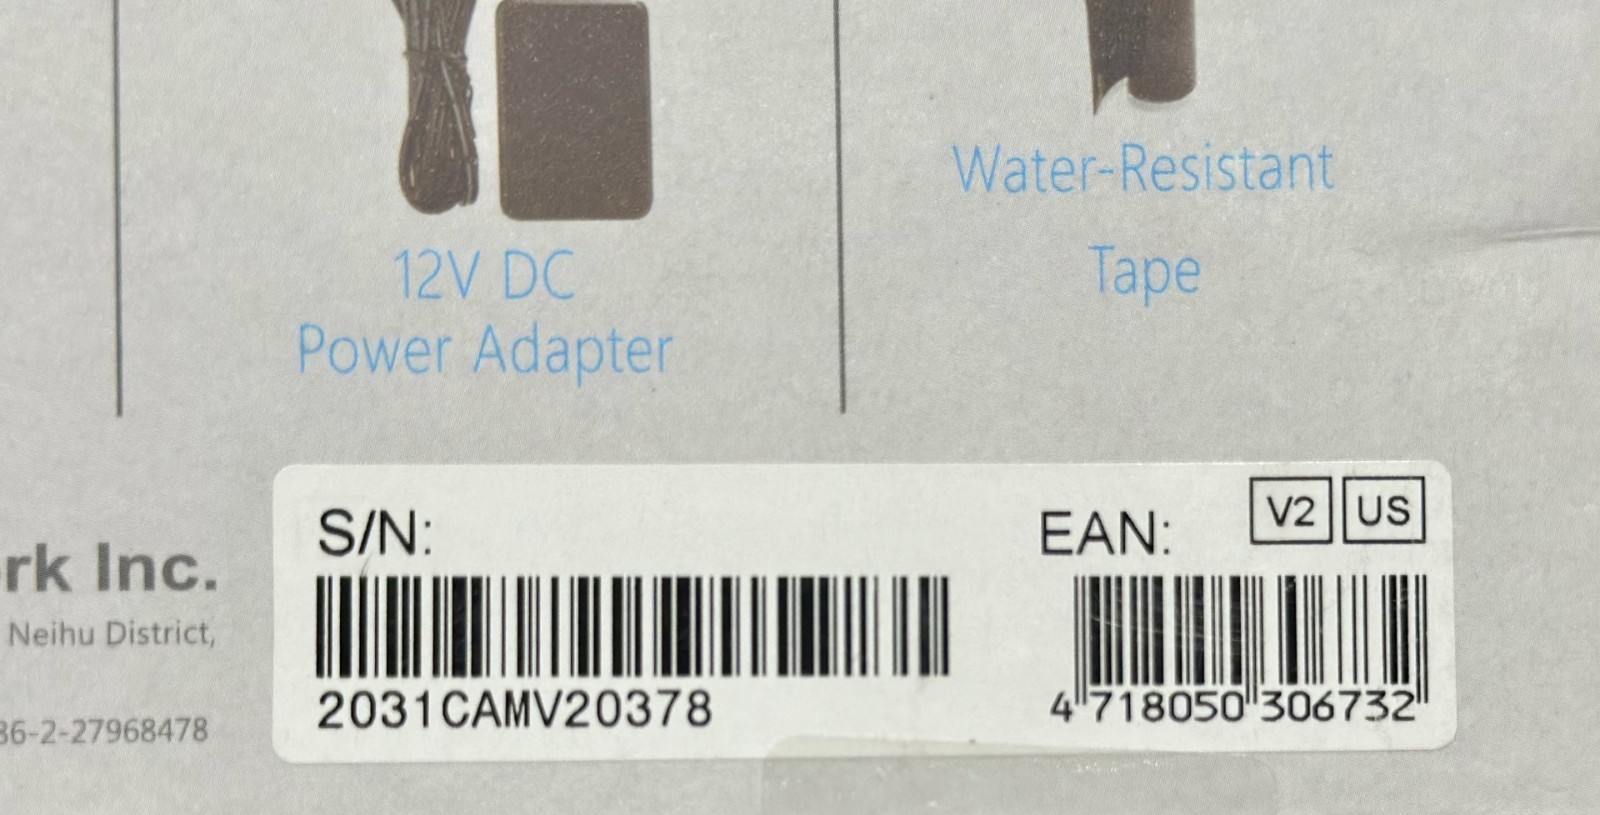 Water-Resistant
Tape
12V DC
Power Adapter
rk Inc.
Neihu District,
86-2-27968478
S/N:
2031CAMV20378
EAN:
V2 US
4 718050 306732